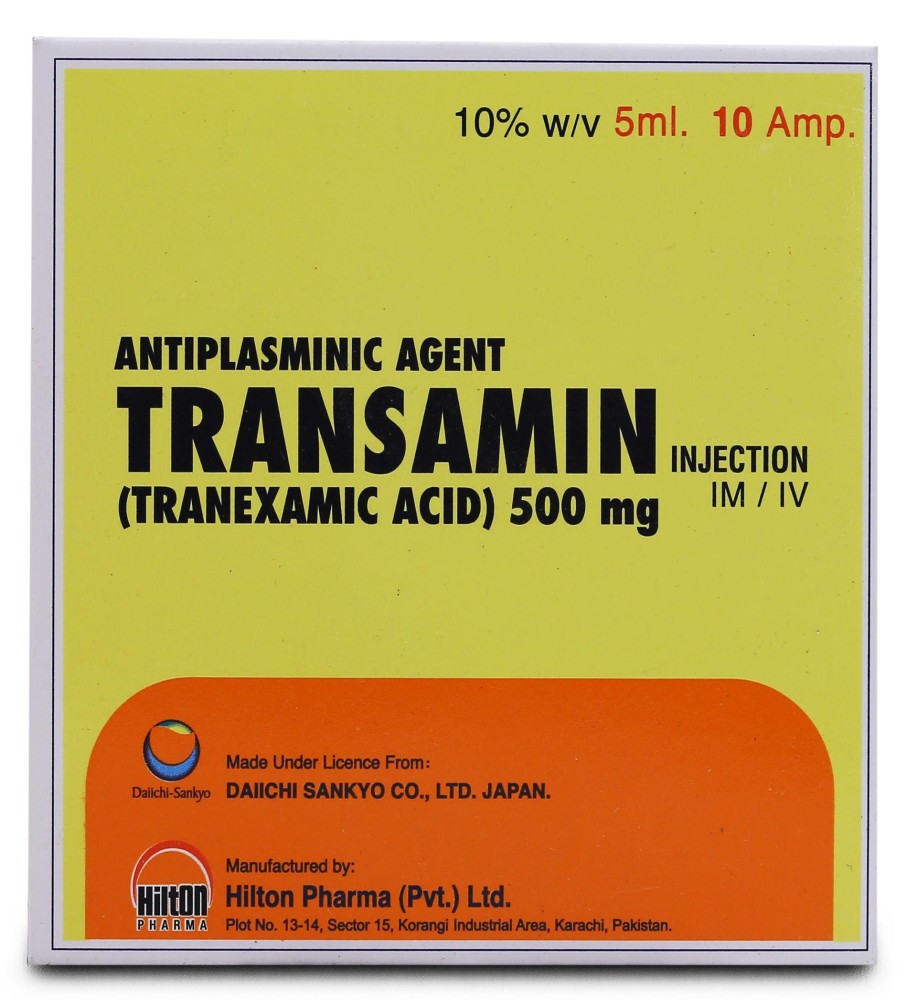 10% w/v 5ml. 10 Amp.
ANTIPLASMINIC AGENT
TRANSAMIN INJECTION
(TRANEXAMIC ACID) 500 mg IM / IV
Daiichi-Sankyo
Made Under Licence From:
DAIICHI SANKYO CO., LTD. JAPAN.
HiltON
PHARMA
Manufactured by:
Hilton Pharma (Pvt.) Ltd.
Plot No. 13-14, Sector 15, Korangi Industrial Area, Karachi, Pakistan.